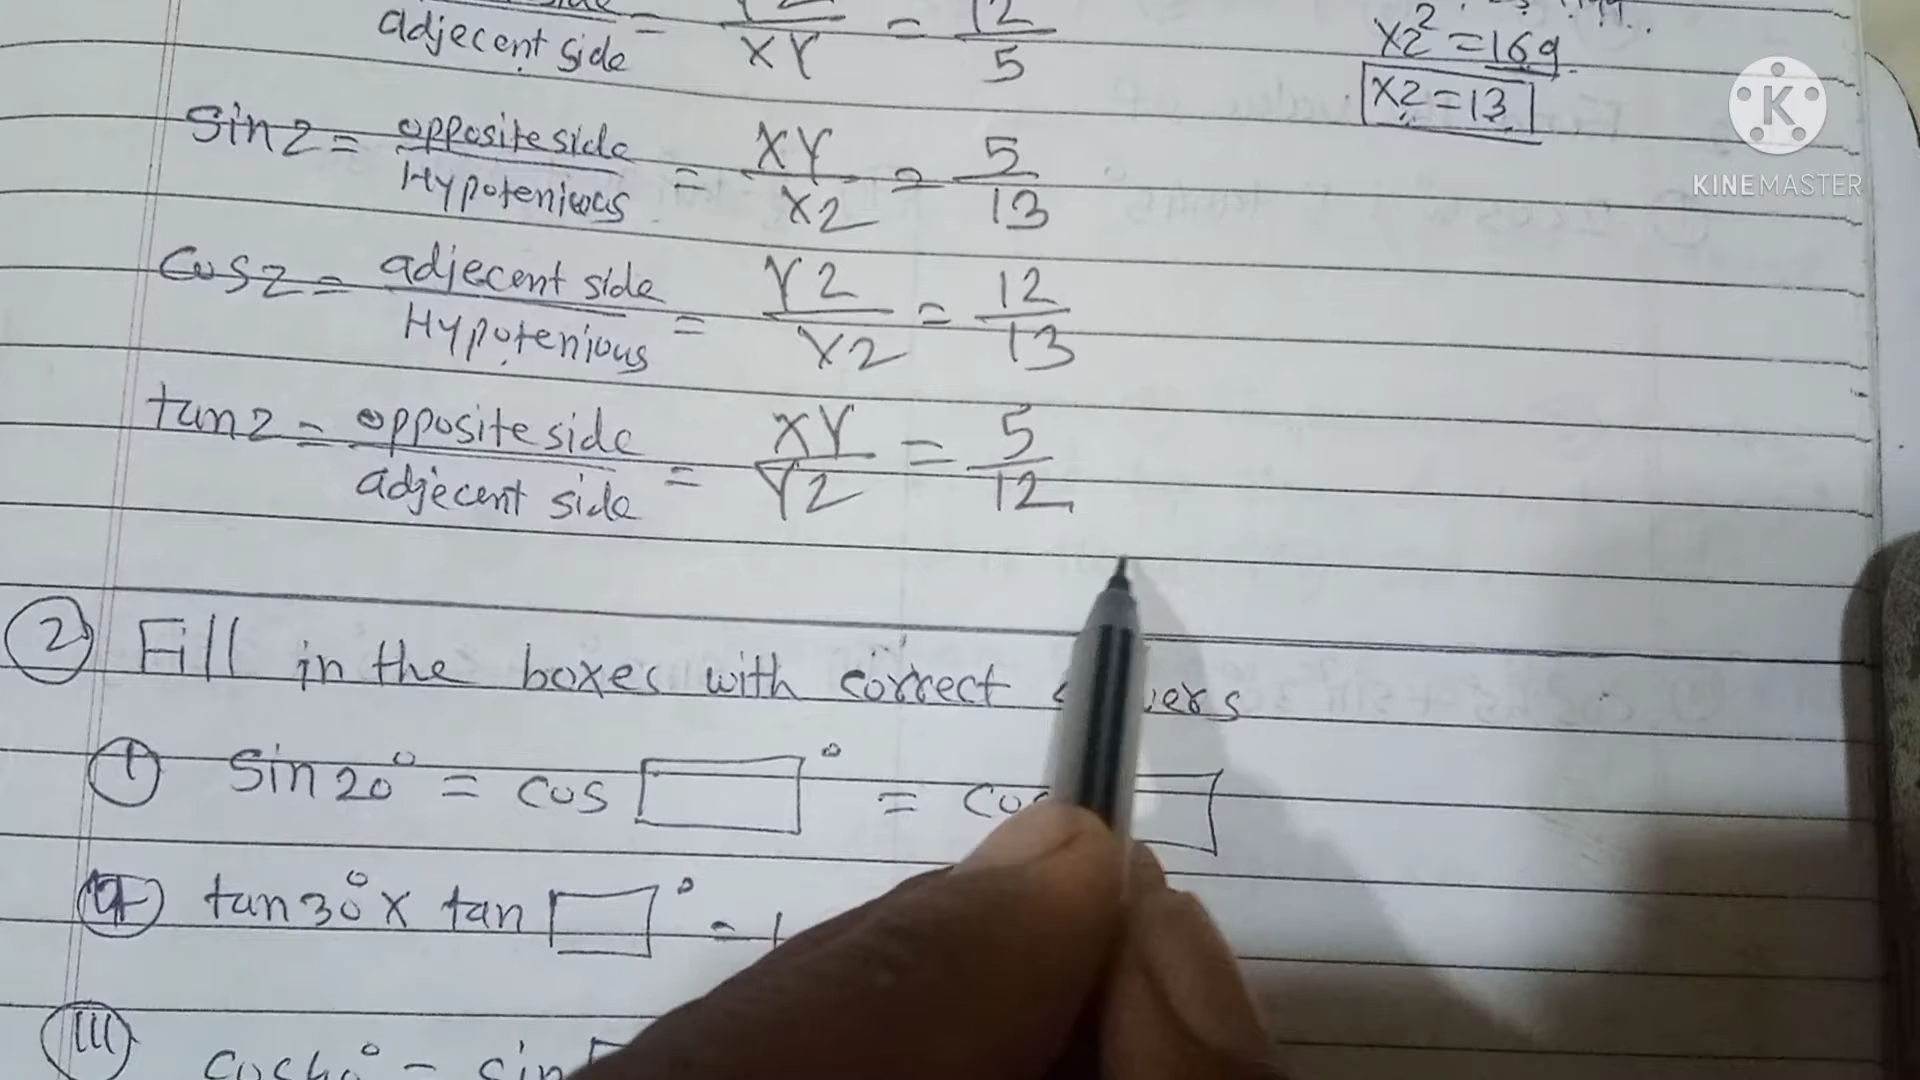 adjecent side = XY = 5 12
XZ² = 169
XZ = 13
KINEMASTER
Sin Z = opposite side / Hypotenious = XY / XZ = 5 / 13
Cos Z = adjecent side / Hypotenious = YZ / XZ = 12 / 13
tan Z = opposite side / adjecent side = XY / YZ = 5 / 12
2 Fill in the boxes with correct
i Sin 20° = cos ° =
ii tan 30° x tan ° =
iii = sin